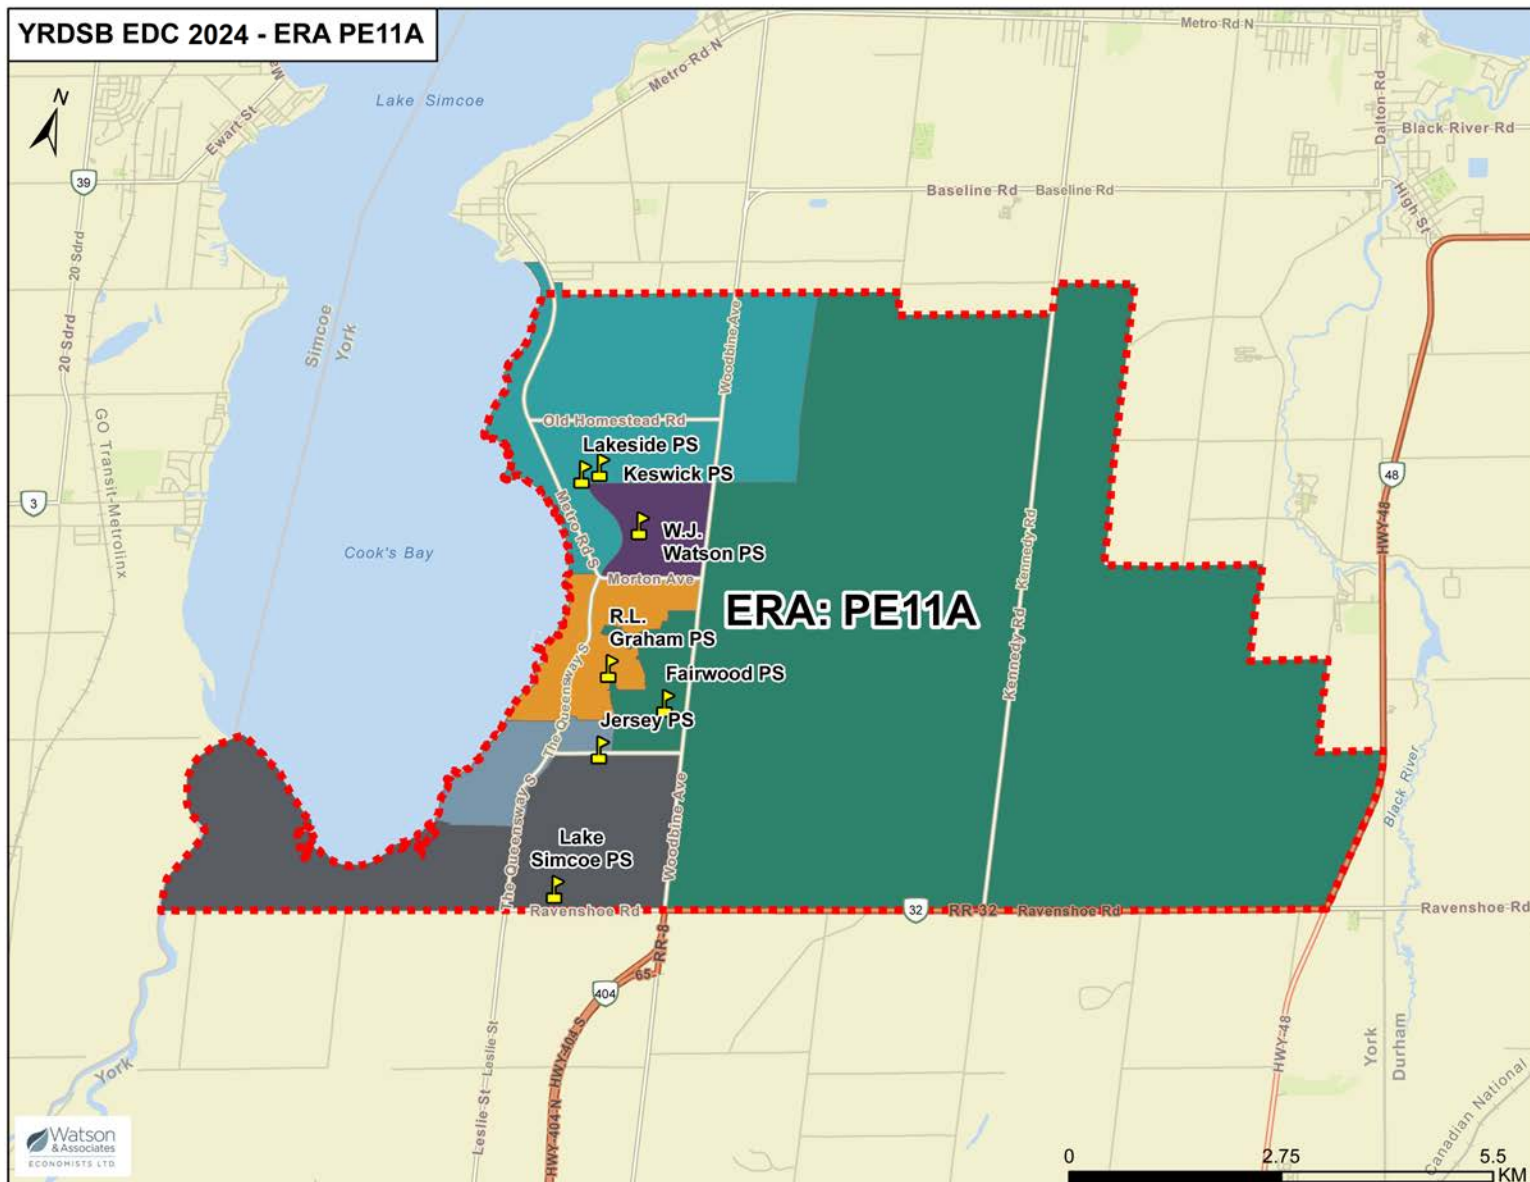 YRDSB EDC 2024 - ERA PE11A
N
Metro Rd N
Metro Rd N
Lake Simcoe
Ewart St
Dalton Rd
Black River Rd
39
Baseline Rd
Baseline Rd
High St
20 Sdrd
20 Sdrd
Simcoe
York
Woodbine Ave
GO Transit-Metrolinx
Old Homestead Rd
Lakeside PS
Keswick PS
48
3
Metro Rd S
HWY-48
W.J.
Watson PS
Cook's Bay
Kennedy Rd
Kennedy Rd
Morton Ave
ERA: PE11A
R.L.
Graham PS
The Queensway S
Fairwood PS
Jersey PS
Black River
The Queensway S
Woodbine Ave
Lake
Simcoe PS
Ravenshoe Rd
32
RR-32
Ravenshoe Rd
Ravenshoe Rd
RR-8
65
404
HWY-404 S
HWY-404 N
Leslie St
Leslie St
HWY-48
York
Durham
York
Canadian National
Watson
& Associates
ECONOMISTS LTD.
0
2.75
5.5
KM